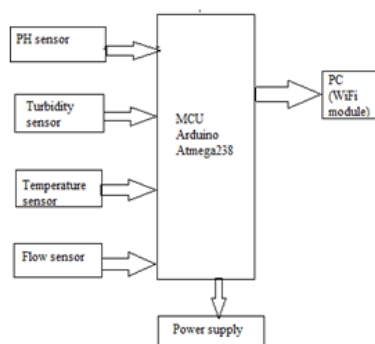 PH sensor
Turbidity
sensor
Temperature
sensor
Flow sensor
MCU
Arduino
Atmega238
PC
(WiFi
module)
Power supply